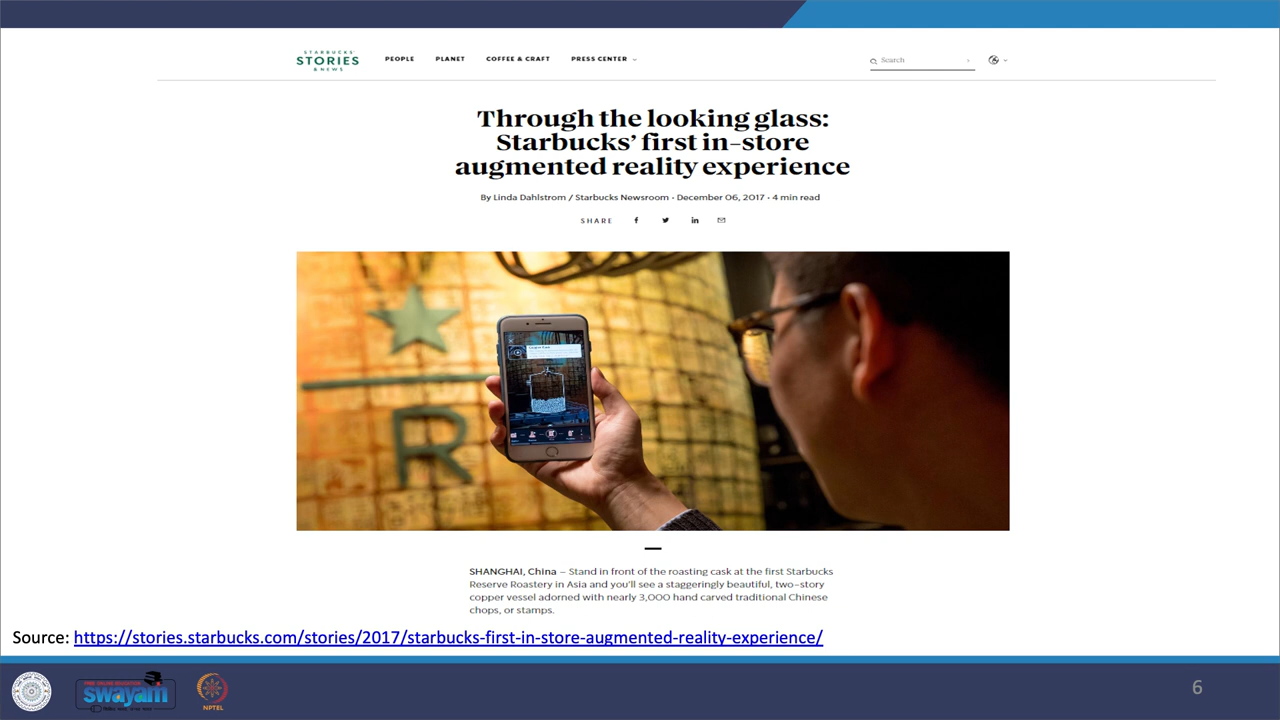 STARBUCKS
STORIES
& NEWS
PEOPLE PLANET COFFEE & CRAFT PRESS CENTER
Search
Through the looking glass:
Starbucks’ first in-store
augmented reality experience
By Linda Dahlstrom / Starbucks Newsroom • December 06, 2017 • 4 min read
SHARE
R
SHANGHAI, China – Stand in front of the roasting cask at the first Starbucks
Reserve Roastery in Asia and you’ll see a staggeringly beautiful, two-story
copper vessel adorned with nearly 3,000 hand carved traditional Chinese
chops, or stamps.
Source: https://stories.starbucks.com/stories/2017/starbucks-first-in-store-augmented-reality-experience/
swayam
NPTEL
6